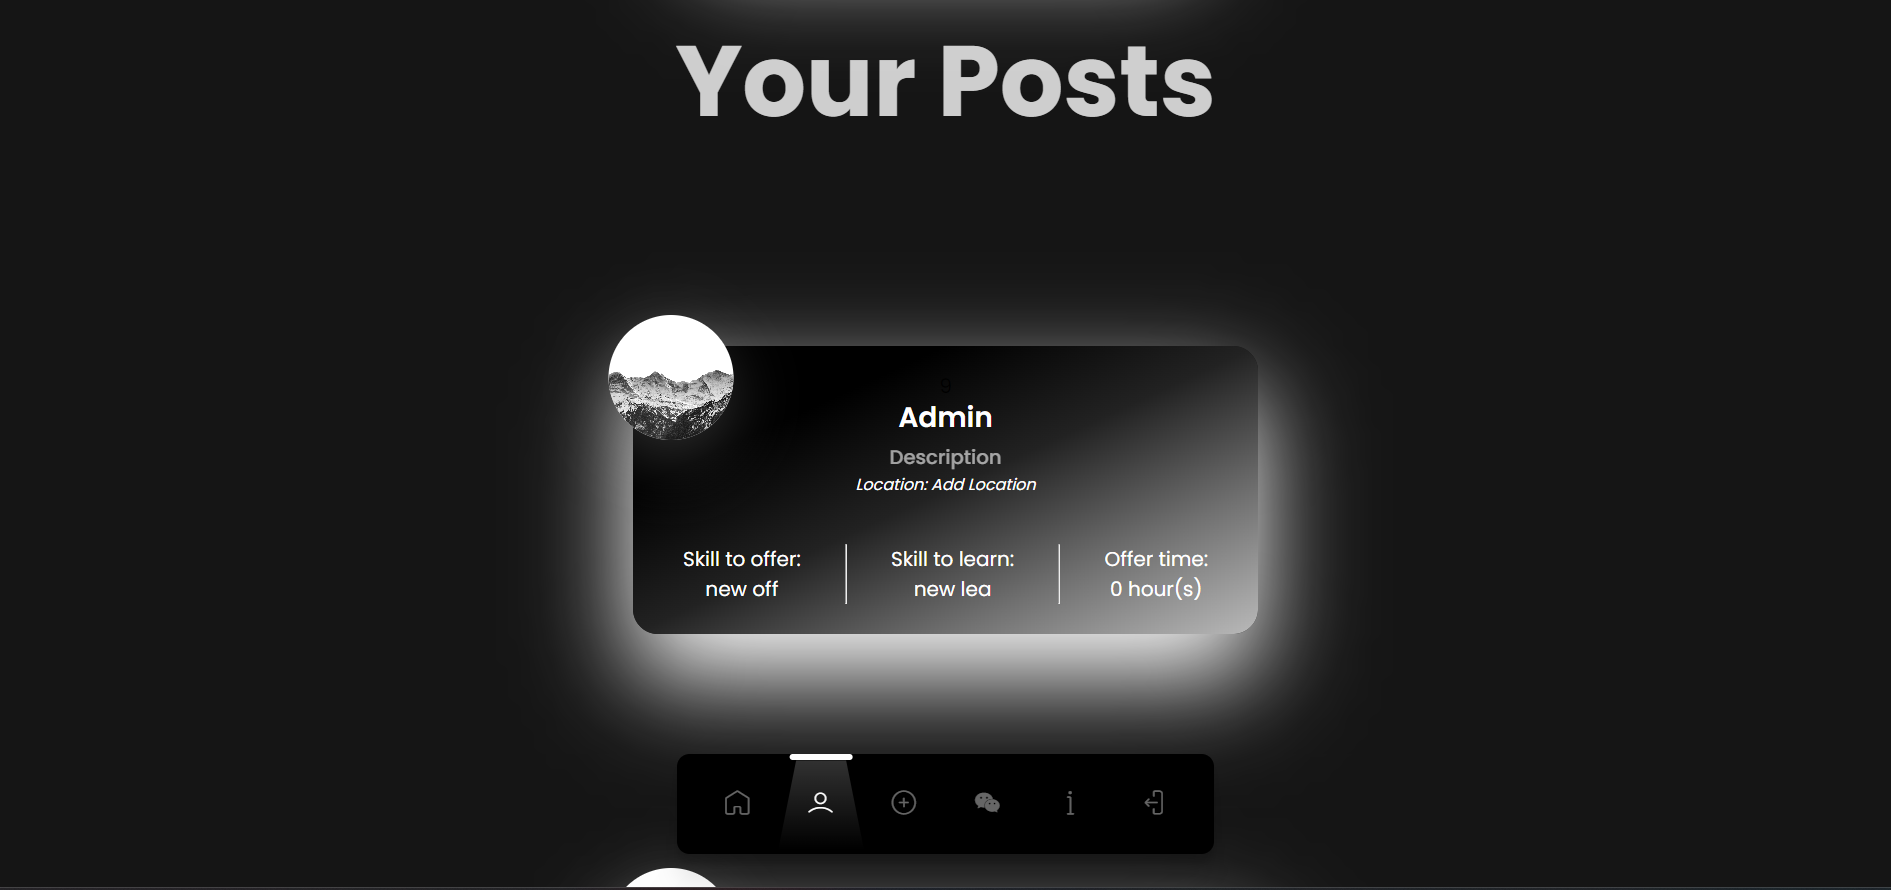 Your Posts
9
Admin
Description
Location: Add Location
Skill to offer:
new off
Skill to learn:
new lea
Offer time:
0 hour(s)